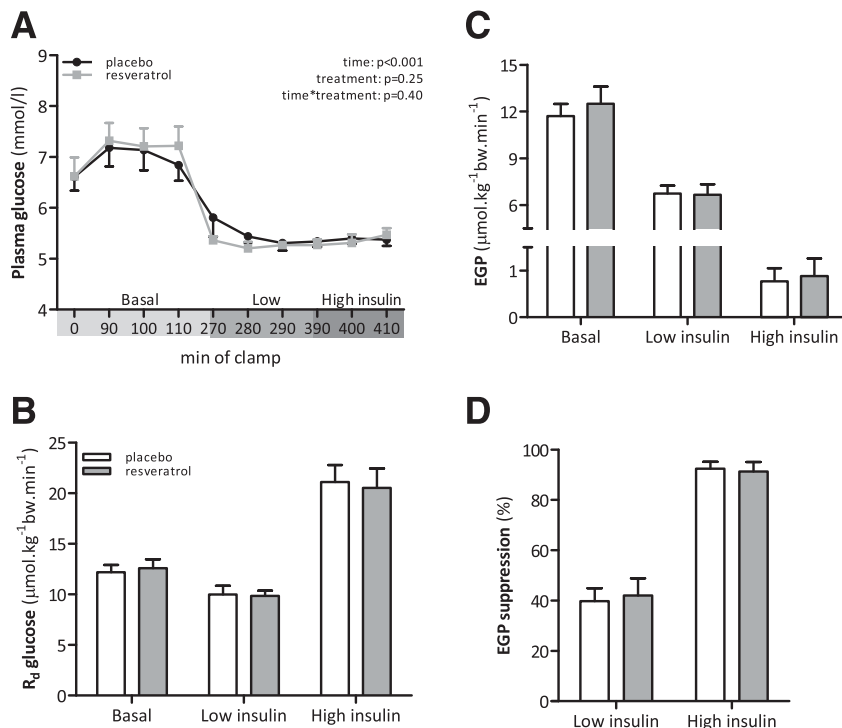 A
9
8
7
6
5
4
Plasma glucose (mmol/l)
placebo
resveratrol
time: p<0.001
treatment: p=0.25
time*treatment: p=0.40
Basal Low High insulin
0 90 100 110 270 280 290 390 400 410
min of clamp
C
15
12
9
6
1
0
EGP (μmol.kg⁻¹bw.min⁻¹)
Basal Low insulin High insulin
B
25
20
15
10
5
0
Rd glucose (μmol.kg⁻¹bw.min⁻¹)
placebo
resveratrol
Basal Low insulin High insulin
D
100
80
60
40
20
0
EGP suppression (%)
Low insulin High insulin